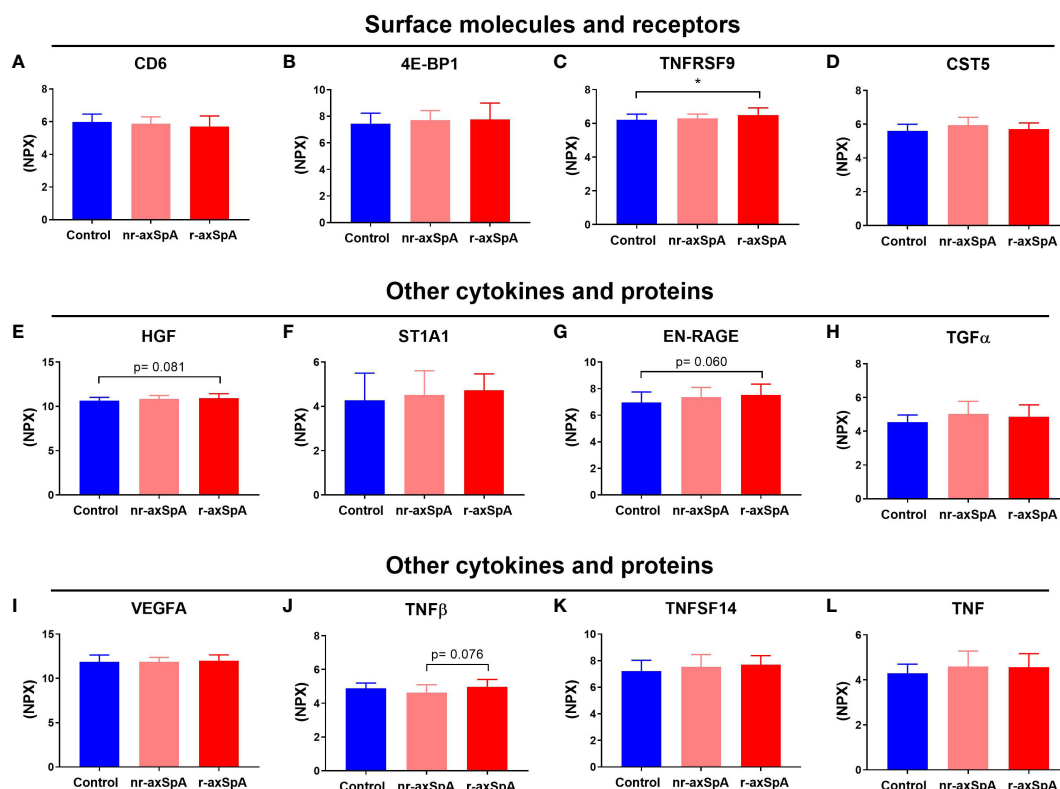 Surface molecules and receptors
A
CD6
(NPX)
8
6
4
2
0
Control nr-axSpA r-axSpA
B
4E-BP1
(NPX)
10
8
6
4
2
0
Control nr-axSpA r-axSpA
C
TNFRSF9
*
(NPX)
8
6
4
2
0
Control nr-axSpA r-axSpA
D
CST5
(NPX)
8
6
4
2
0
Control nr-axSpA r-axSpA
Other cytokines and proteins
E
HGF
p= 0.081
(NPX)
15
10
5
0
Control nr-axSpA r-axSpA
F
ST1A1
(NPX)
6
4
2
0
Control nr-axSpA r-axSpA
G
EN-RAGE
p= 0.060
(NPX)
10
8
6
4
2
0
Control nr-axSpA r-axSpA
H
TGFα
(NPX)
8
6
4
2
0
Control nr-axSpA r-axSpA
Other cytokines and proteins
I
VEGFA
(NPX)
15
10
5
0
Control nr-axSpA r-axSpA
J
TNFβ
p= 0.076
(NPX)
8
6
4
2
0
Control nr-axSpA r-axSpA
K
TNFSF14
(NPX)
10
8
6
4
2
0
Control nr-axSpA r-axSpA
L
TNF
(NPX)
6
4
2
0
Control nr-axSpA r-axSpA